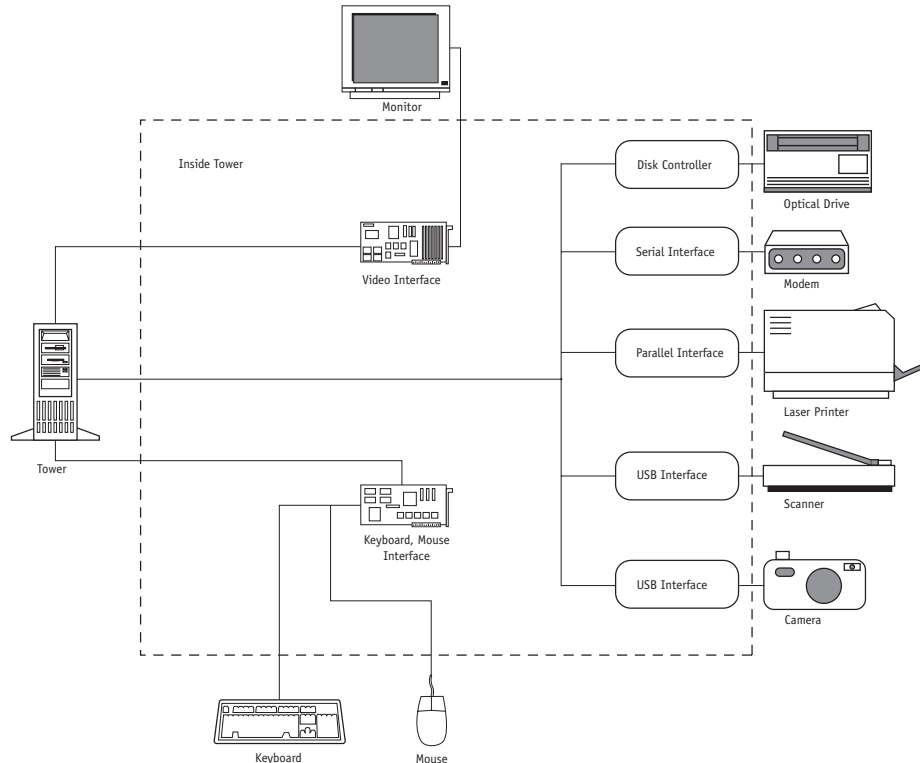 Monitor
Inside Tower
Disk Controller
Optical Drive
Video Interface
Serial Interface
Modem
Parallel Interface
Laser Printer
Tower
USB Interface
Scanner
Keyboard, Mouse
Interface
USB Interface
Camera
Keyboard
Mouse